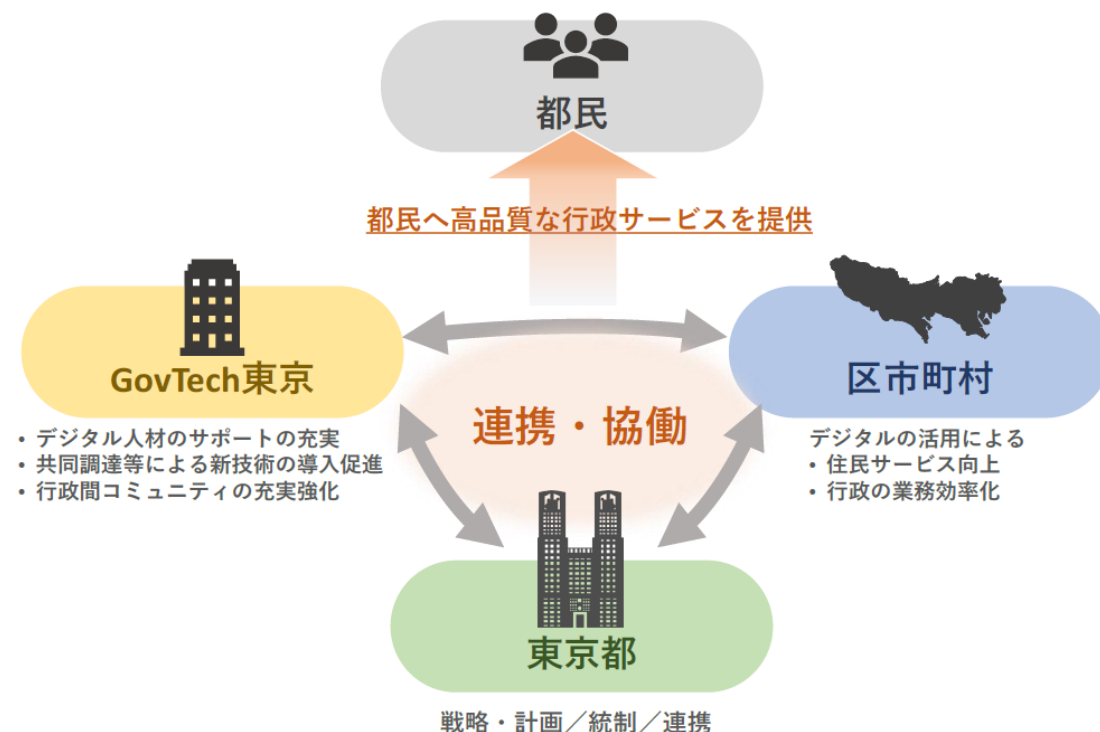 都民
都民へ高品質な行政サービスを提供
GovTech東京
• デジタル人材のサポートの充実
• 共同調達等による新技術の導入促進
• 行政間コミュニティの充実強化
連携・協働
区市町村
デジタルの活用による
• 住民サービス向上
• 行政の業務効率化
東京都
戦略・計画／統制／連携